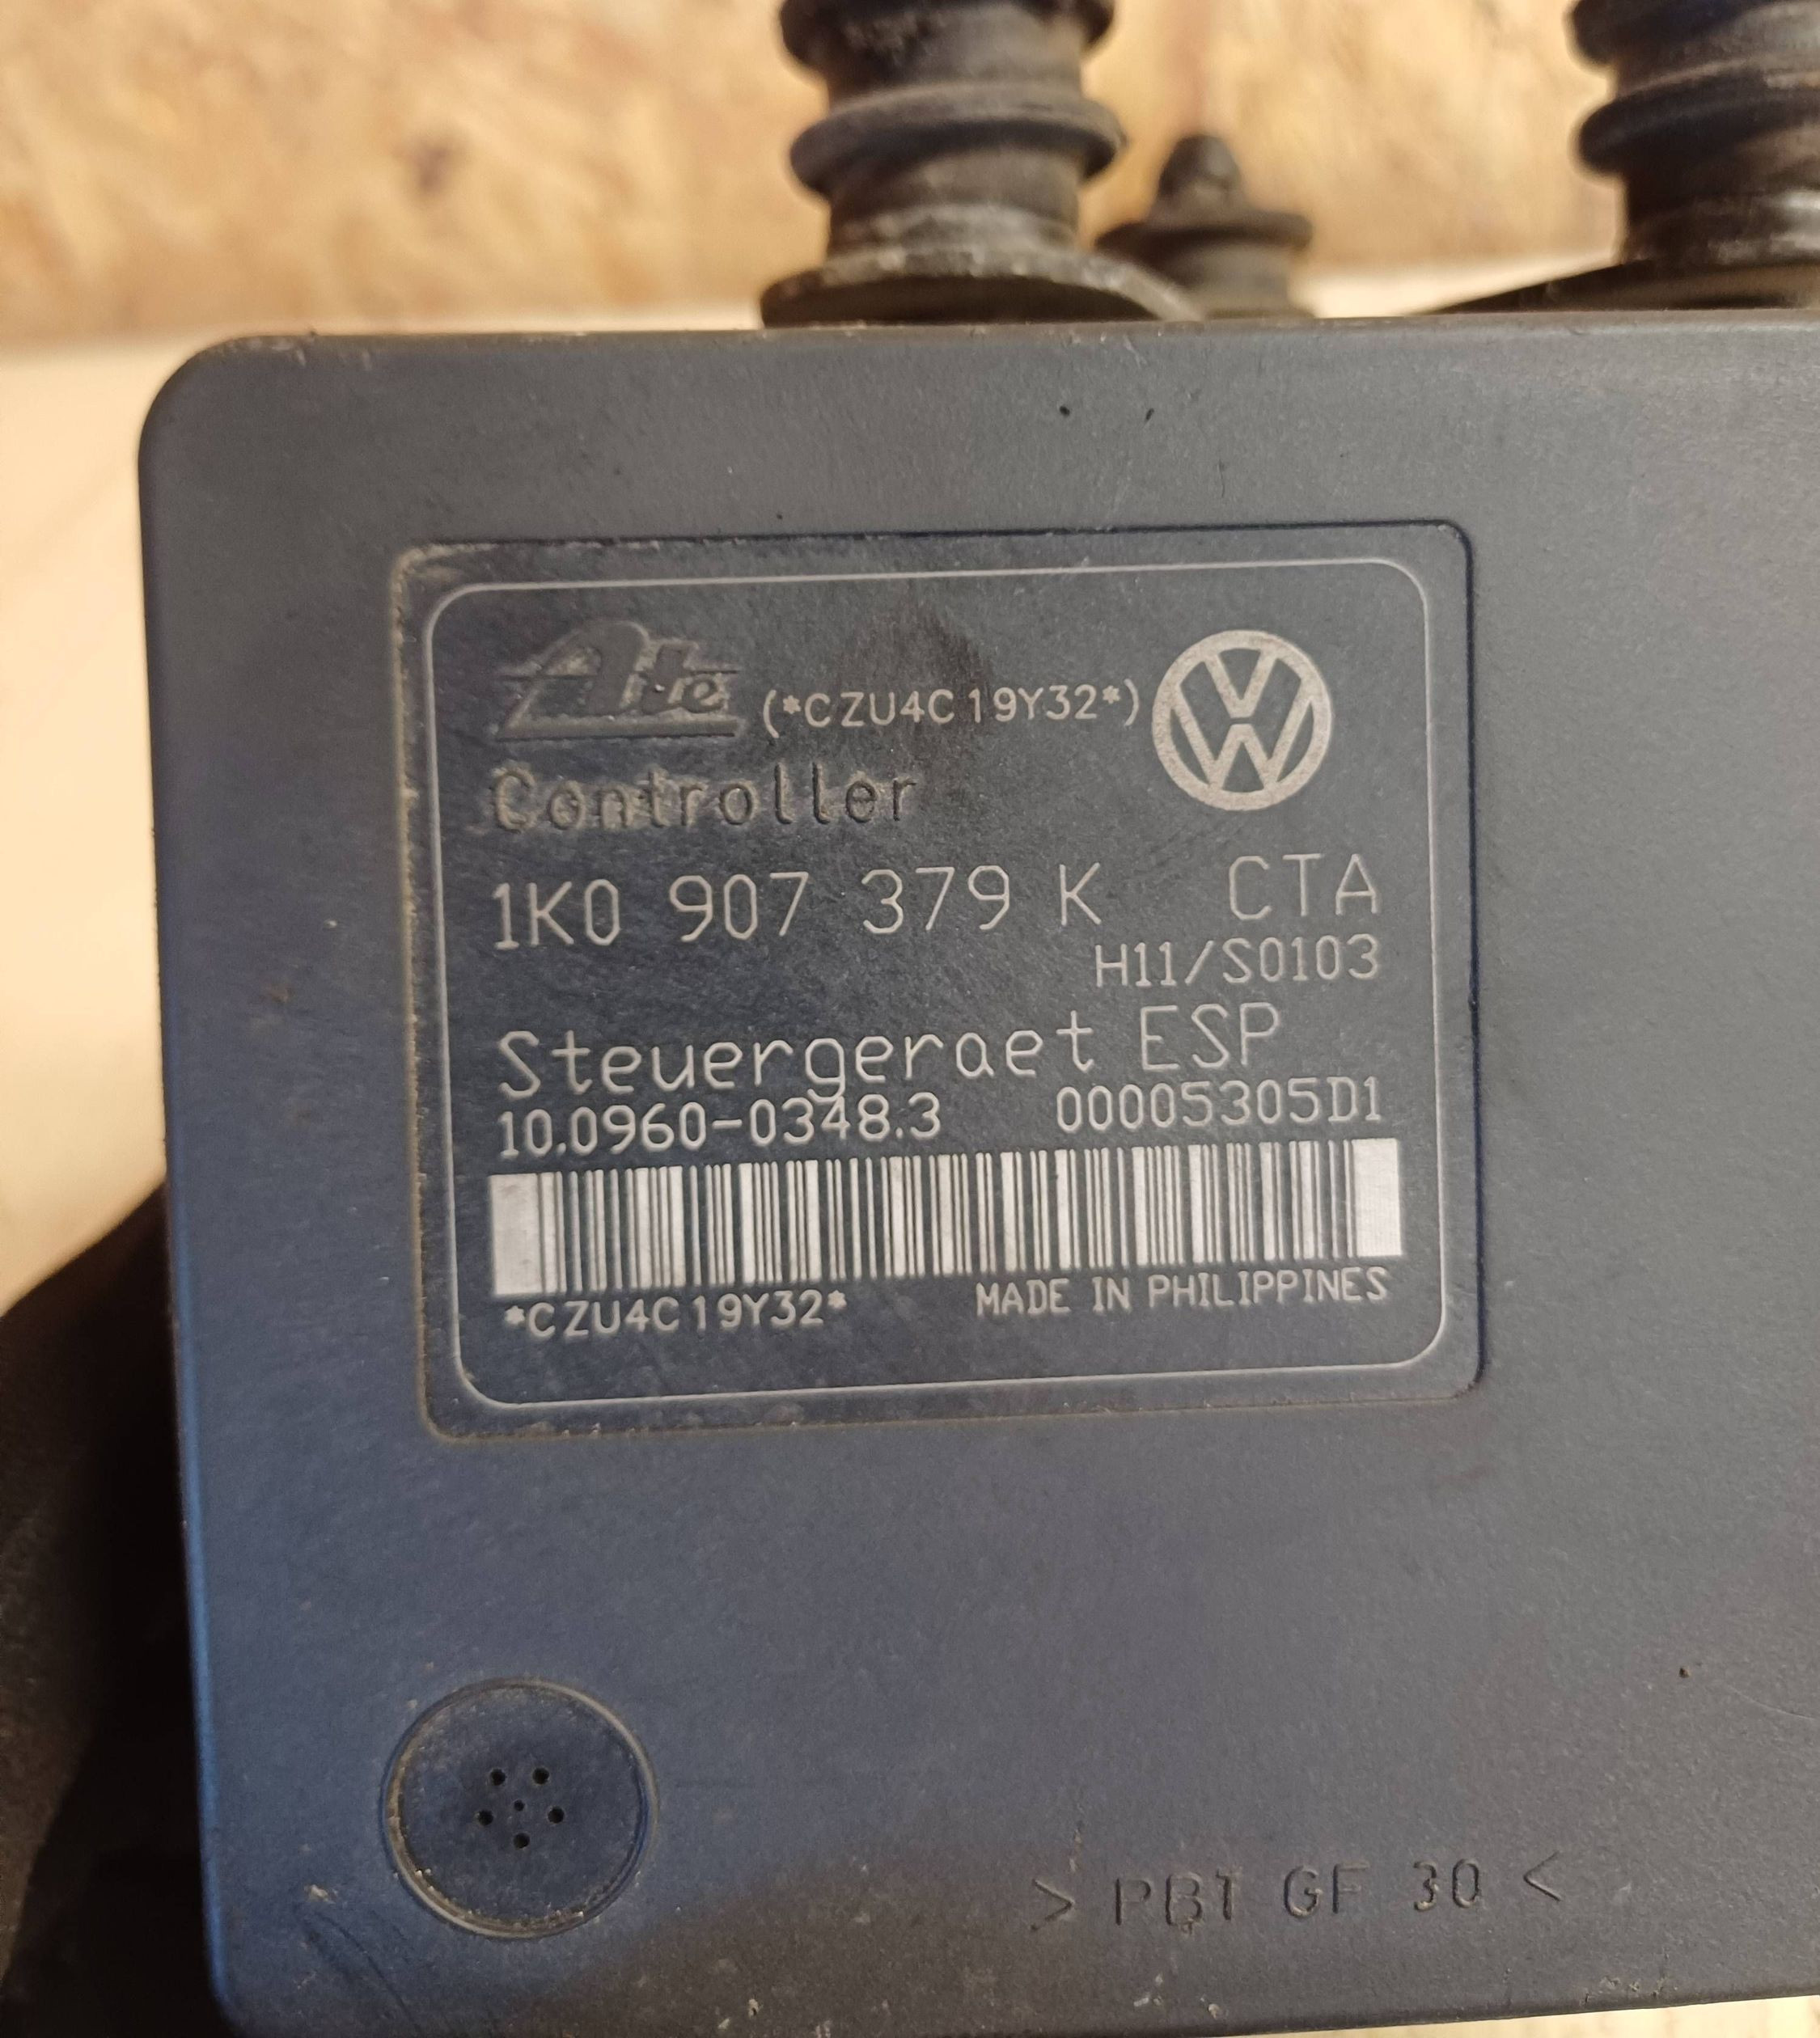 Ate (*CZU4C19Y32*) VW
Controller
1K0 907 379 K CTA
H11/S0103
Steuergeraet ESP
10.0960-0348.3 00005305D1
*CZU4C19Y32* MADE IN PHILIPPINES
> PBT GF 30 <